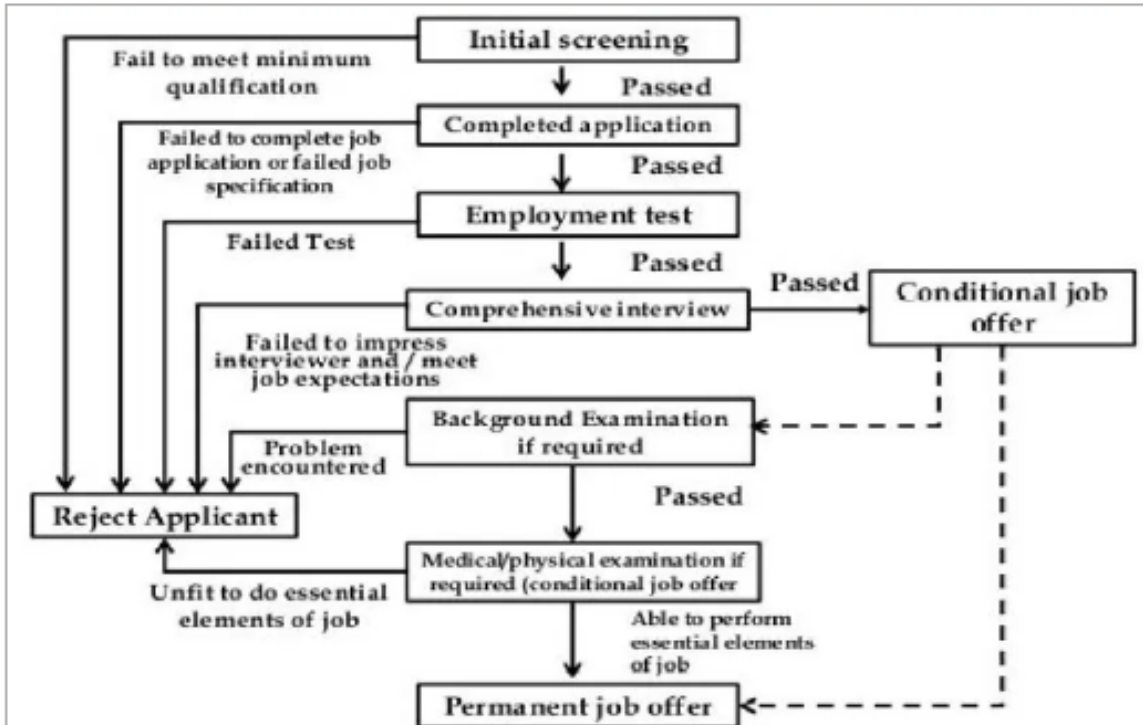 Initial screening
Fail to meet minimum
qualification
Passed
Completed application
Failed to complete job
application or failed job
specification
Passed
Employment test
Failed Test
Passed
Comprehensive interview
Passed
Conditional job
offer
Failed to impress
interviewer and / meet
job expectations
Background Examination
if required
Problem
encountered
Passed
Reject Applicant
Medical/physical examination if
required (conditional job offer
Unfit to do essential
elements of job
Able to perform
essential elements
of job
Permanent job offer